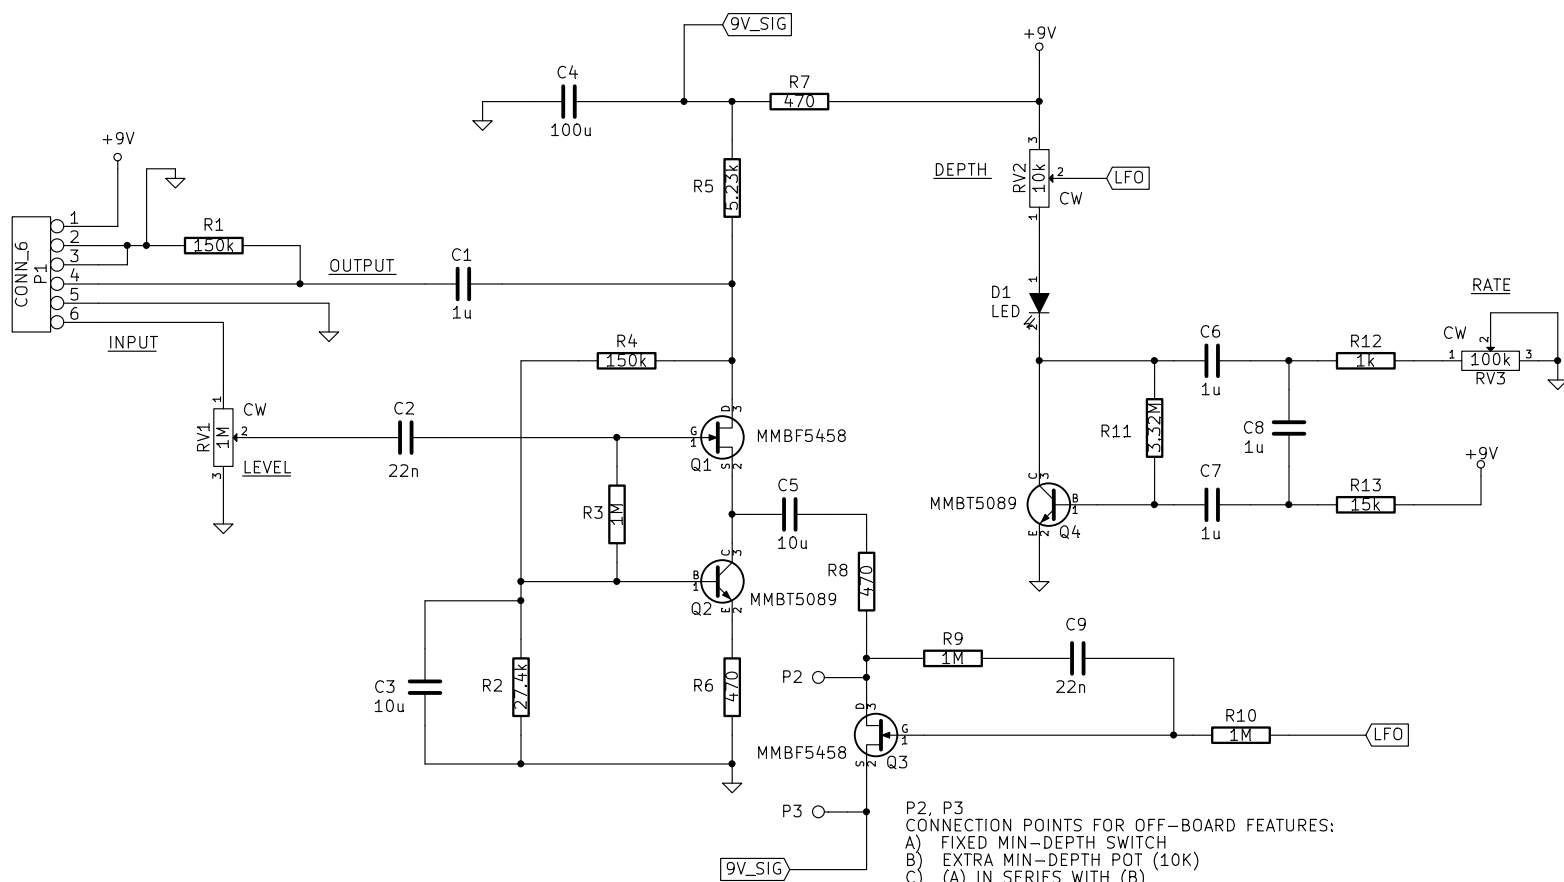 9V_SIG
+9V
C4
100u
R7
470
+9V
R5
5.23k
DEPTH
3
RV2
10k
2
LFO
CW
1
CONN_6
P1
1
2
3
4
5
6
R1
150k
OUTPUT
C1
1u
INPUT
1
D1
LED
2
RATE
R4
150k
C6
1u
R12
1k
CW
2
1
100k
3
RV3
1
CW
RV1
1M
2
LEVEL
3
C2
22n
D
3
G
1
Q1
S
2
MMBF5458
R11
3.32M
C8
1u
+9V
R3
1M
C5
10u
C
3
MMBT5089
B
1
E
2
Q4
C7
1u
R13
15k
C
3
B
1
Q2
E
2
MMBT5089
R8
470
R9
1M
C9
22n
C3
10u
R2
27.4k
R6
470
P2
D
3
G
1
MMBF5458
S
2
Q3
R10
1M
LFO
P3
9V_SIG
P2, P3
CONNECTION POINTS FOR OFF-BOARD FEATURES:
A) FIXED MIN-DEPTH SWITCH
B) EXTRA MIN-DEPTH POT (10K)
C) (A) IN SERIES WITH (B)